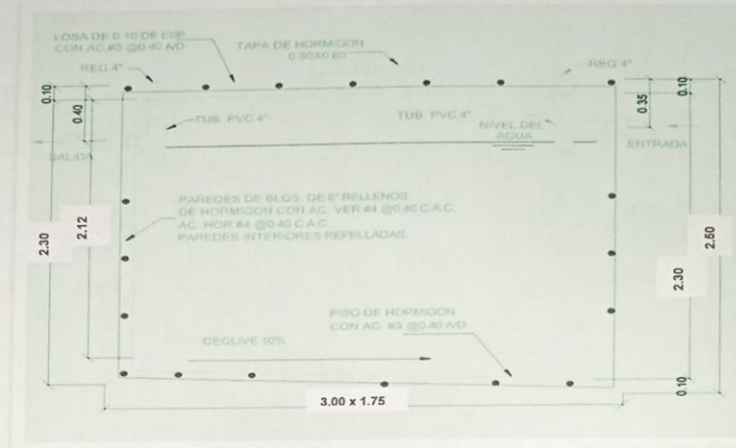 LOSA DE 0.10 DE ESP.
CON AC.#3 @0.40 A/D
TAPA DE HORMIGON
0.60X0.60
REG.4"
REG.4"
0.10
0.40
0.35
0.10
TUB. PVC.4"
TUB. PVC.4"
NIVEL DEL
AGUA
SALIDA
ENTRADA
PAREDES DE BLOS. DE 6" RELLENOS
DE HORMIGON CON AC. VER #4 @0.40 C.A.C.
AC. HOR #4 @0.40 C.A.C.
PAREDES INTERIORES REPELLADAS.
2.30
2.12
2.30
2.50
PISO DE HORMIGON
CON AC. #3 @0.40 A/D
DECLIVE 10%
0.10
3.00 x 1.75